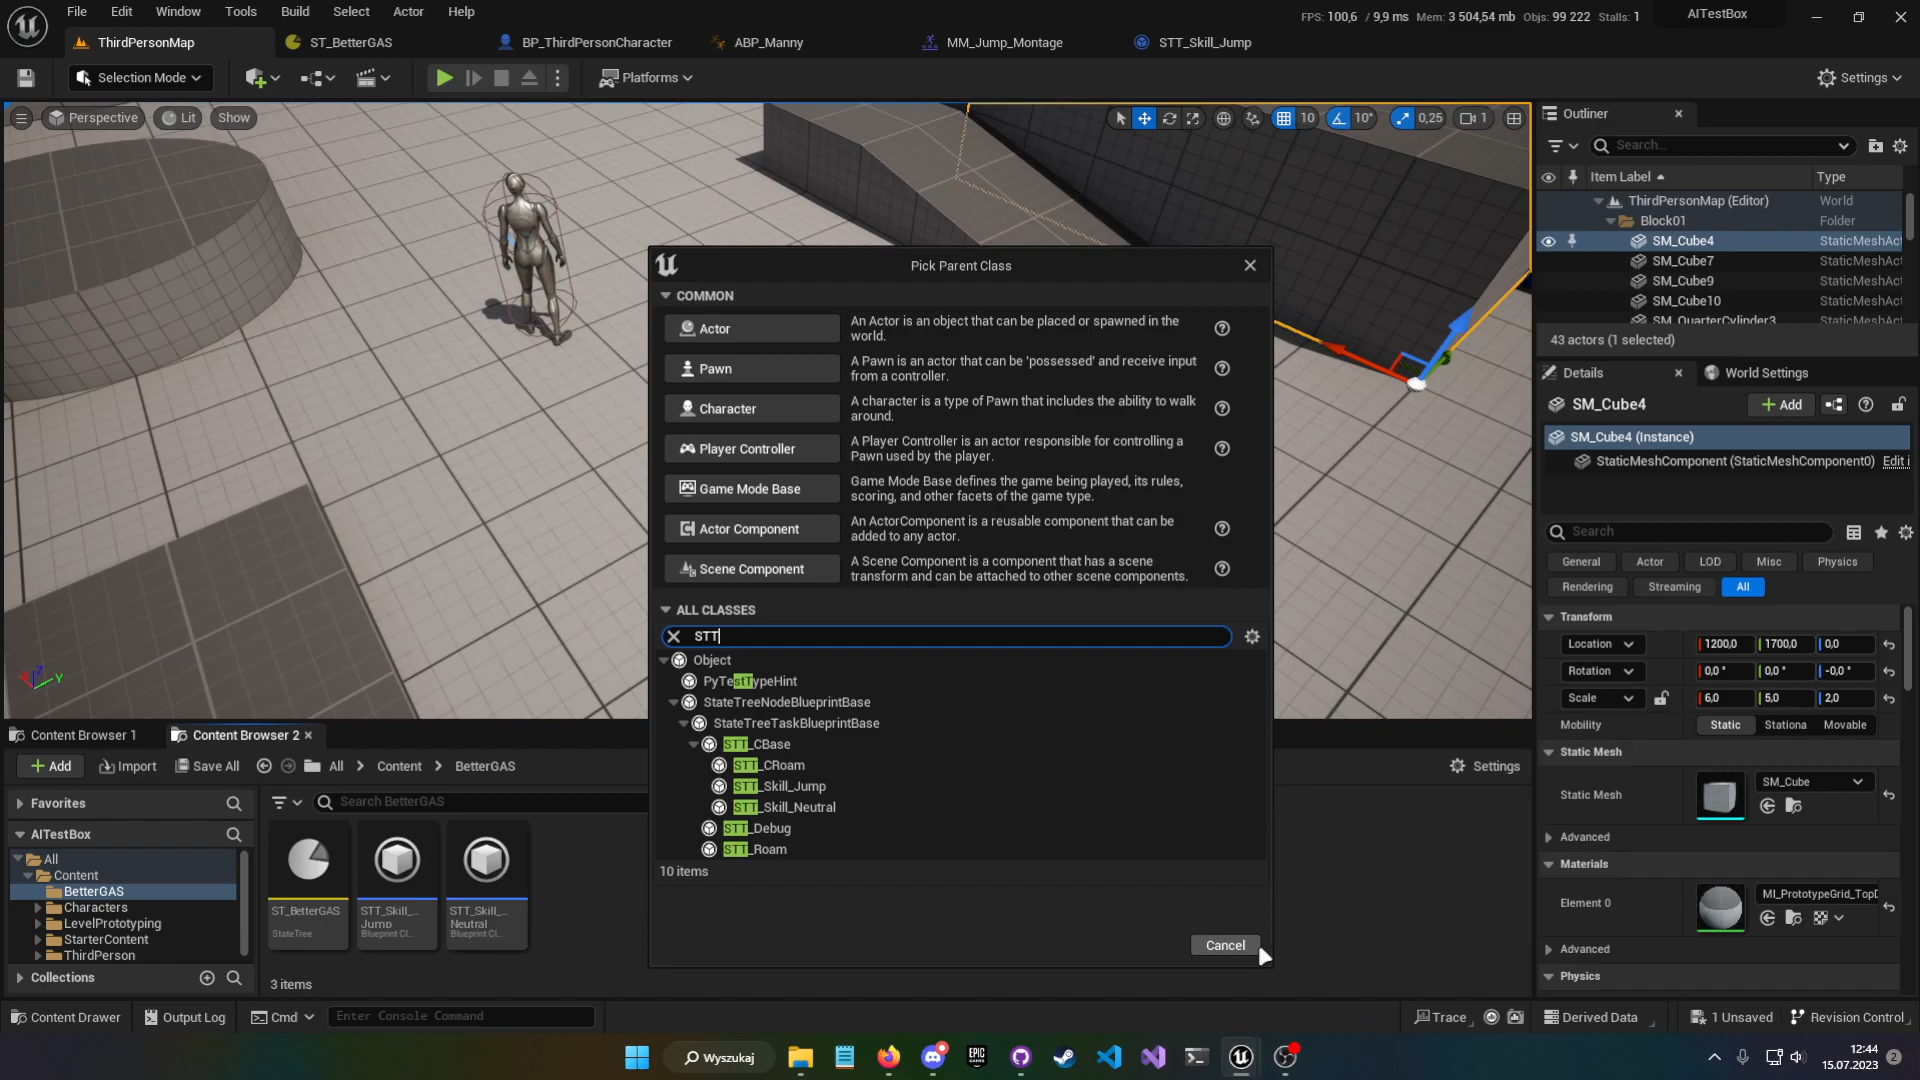 File Edit Window Tools Build Select Actor Help
FPS: 100,6 / 9,9 ms Mem: 3 504,54 mb Objs: 99 222 Stalls: 1
AITestBox
ThirdPersonMap
ST_BetterGAS
BP_ThirdPersonCharacter
ABP_Manny
MM_Jump_Montage
STT_Skill_Jump
Selection Mode
Platforms
Settings
Perspective
Lit
Show
10
10°
0,25
1
Outliner
Search...
Item Label
Type
ThirdPersonMap (Editor) World
Block01 Folder
SM_Cube4 StaticMeshAct
SM_Cube7 StaticMeshAct
SM_Cube9 StaticMeshAct
SM_Cube10 StaticMeshAct
SM_QuarterCylinder3 StaticMeshAct
43 actors (1 selected)
Pick Parent Class
COMMON
Actor
An Actor is an object that can be placed or spawned in the
world.
Pawn
A Pawn is an actor that can be 'possessed' and receive input
from a controller.
Character
A character is a type of Pawn that includes the ability to walk
around.
Player Controller
A Player Controller is an actor responsible for controlling a
Pawn used by the player.
Game Mode Base
Game Mode Base defines the game being played, its rules,
scoring, and other facets of the game type.
Actor Component
An ActorComponent is a reusable component that can be
added to any actor.
Scene Component
A Scene Component is a component that has a scene
transform and can be attached to other scene components.
ALL CLASSES
STT
Object
PyTestTypeHint
StateTreeNodeBlueprintBase
StateTreeTaskBlueprintBase
STT_CBase
STT_CRoam
STT_Skill_Jump
STT_Skill_Neutral
STT_Debug
STT_Roam
10 items
Cancel
Details
World Settings
SM_Cube4
Add
SM_Cube4 (Instance)
StaticMeshComponent (StaticMeshComponent0) Edit i
Search
General Actor LOD Misc Physics
Rendering Streaming All
Transform
Location 1200,0 1700,0 0,0
Rotation 0,0 ° 0,0 ° -0,0 °
Scale 6,0 5,0 2,0
Mobility Static Stationa Movable
Static Mesh
Static Mesh SM_Cube
Advanced
Materials
Element 0 MI_PrototypeGrid_TopD
Advanced
Physics
Content Browser 1
Content Browser 2
Add
Import
Save All
All
Content
BetterGAS
Settings
Favorites
AITestBox
All
Content
BetterGAS
Characters
LevelPrototyping
StarterContent
ThirdPerson
Collections
Search BetterGAS
ST_BetterGAS
StateTree
STT_Skill_...
Jump
Blueprint Cl...
STT_Skill_...
Neutral
Blueprint Cl...
3 items
Content Drawer
Output Log
Cmd
Enter Console Command
Trace
Derived Data
1 Unsaved
Revision Control
X Y Z
Wyszukaj
EPIC
GAMES
12:44
15.07.2023
2